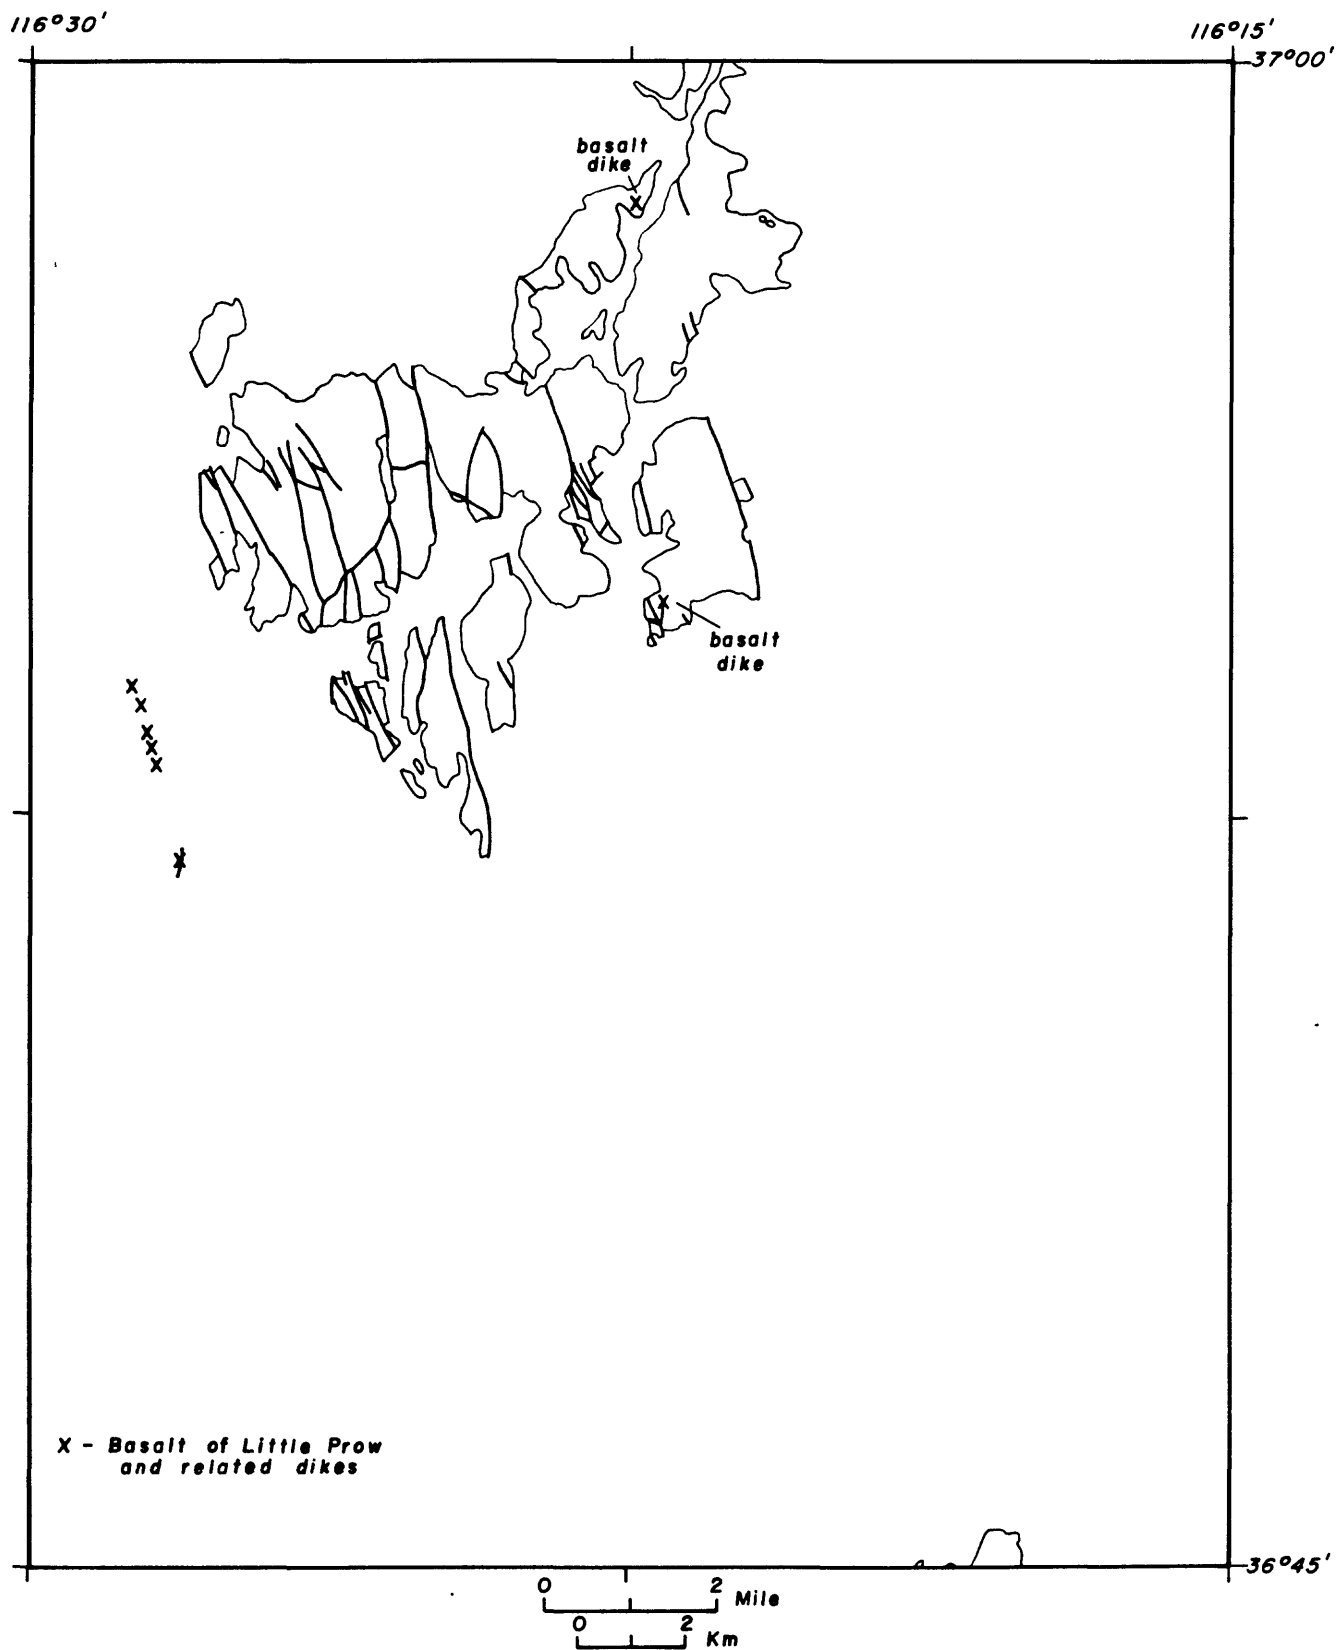 116°30'
116°15'
37°00'
basalt
dike
basalt
dike
X - Basalt of Little Prow
and related dikes
36°45'
0 2 Mile
0 2 Km